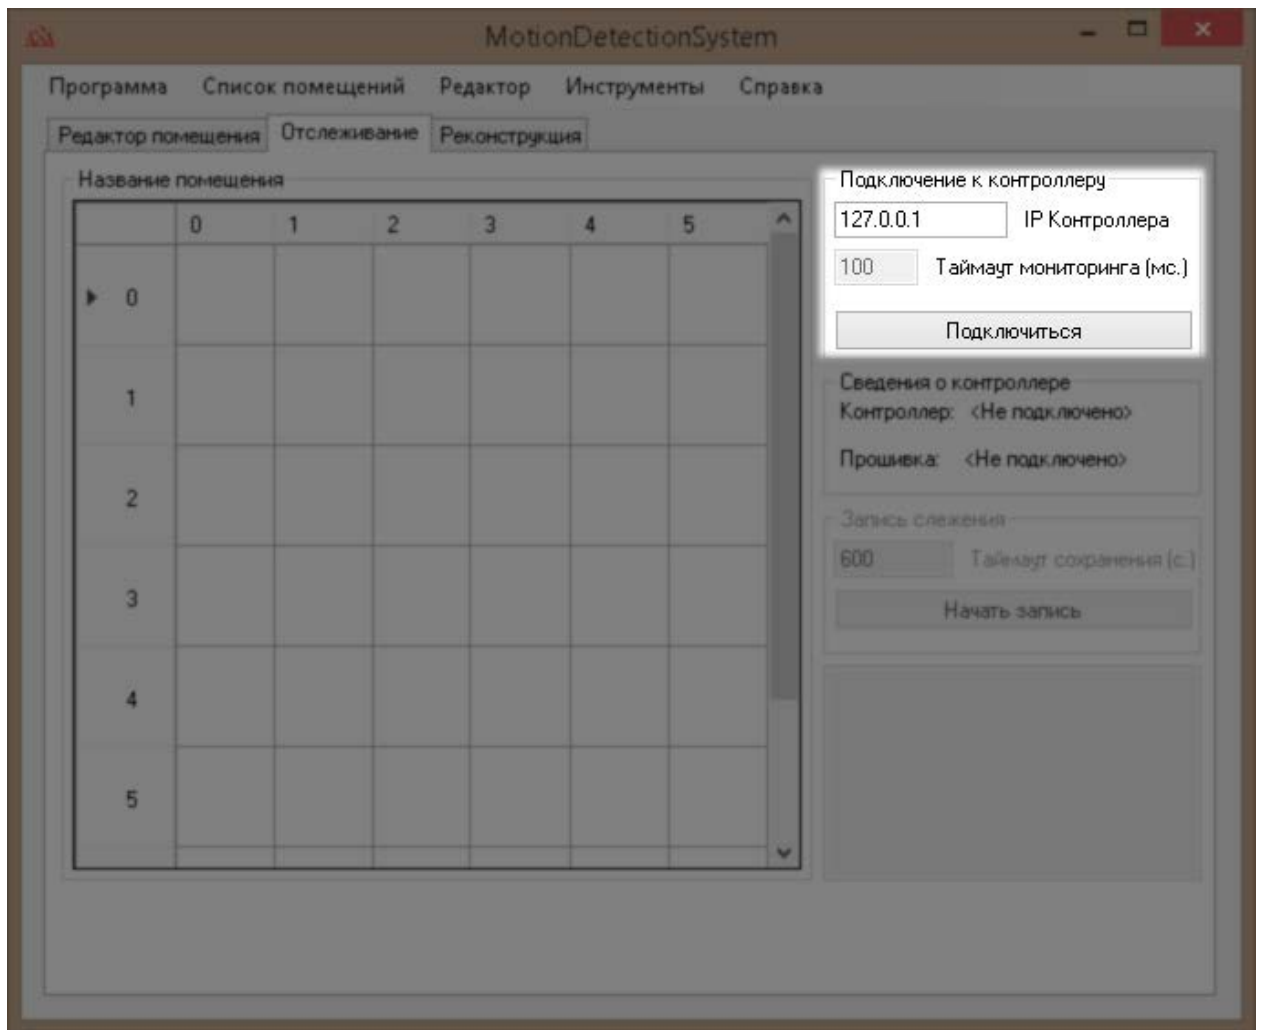 MotionDetectionSystem
Программа Список помещений Редактор Инструменты Справка
Редактор помещения Отслеживание Реконструкция
Название помещения
0 1 2 3 4 5
0
1
2
3
4
5
Подключение к контроллеру
127.0.0.1 IP Контроллера
100 Таймаут мониторинга (мс.)
Подключиться
Сведения о контроллере
Контроллер: <Не подключено>
Прошивка: <Не подключено>
Запись слежения
600 Таймаут сохранения (с.)
Начать запись